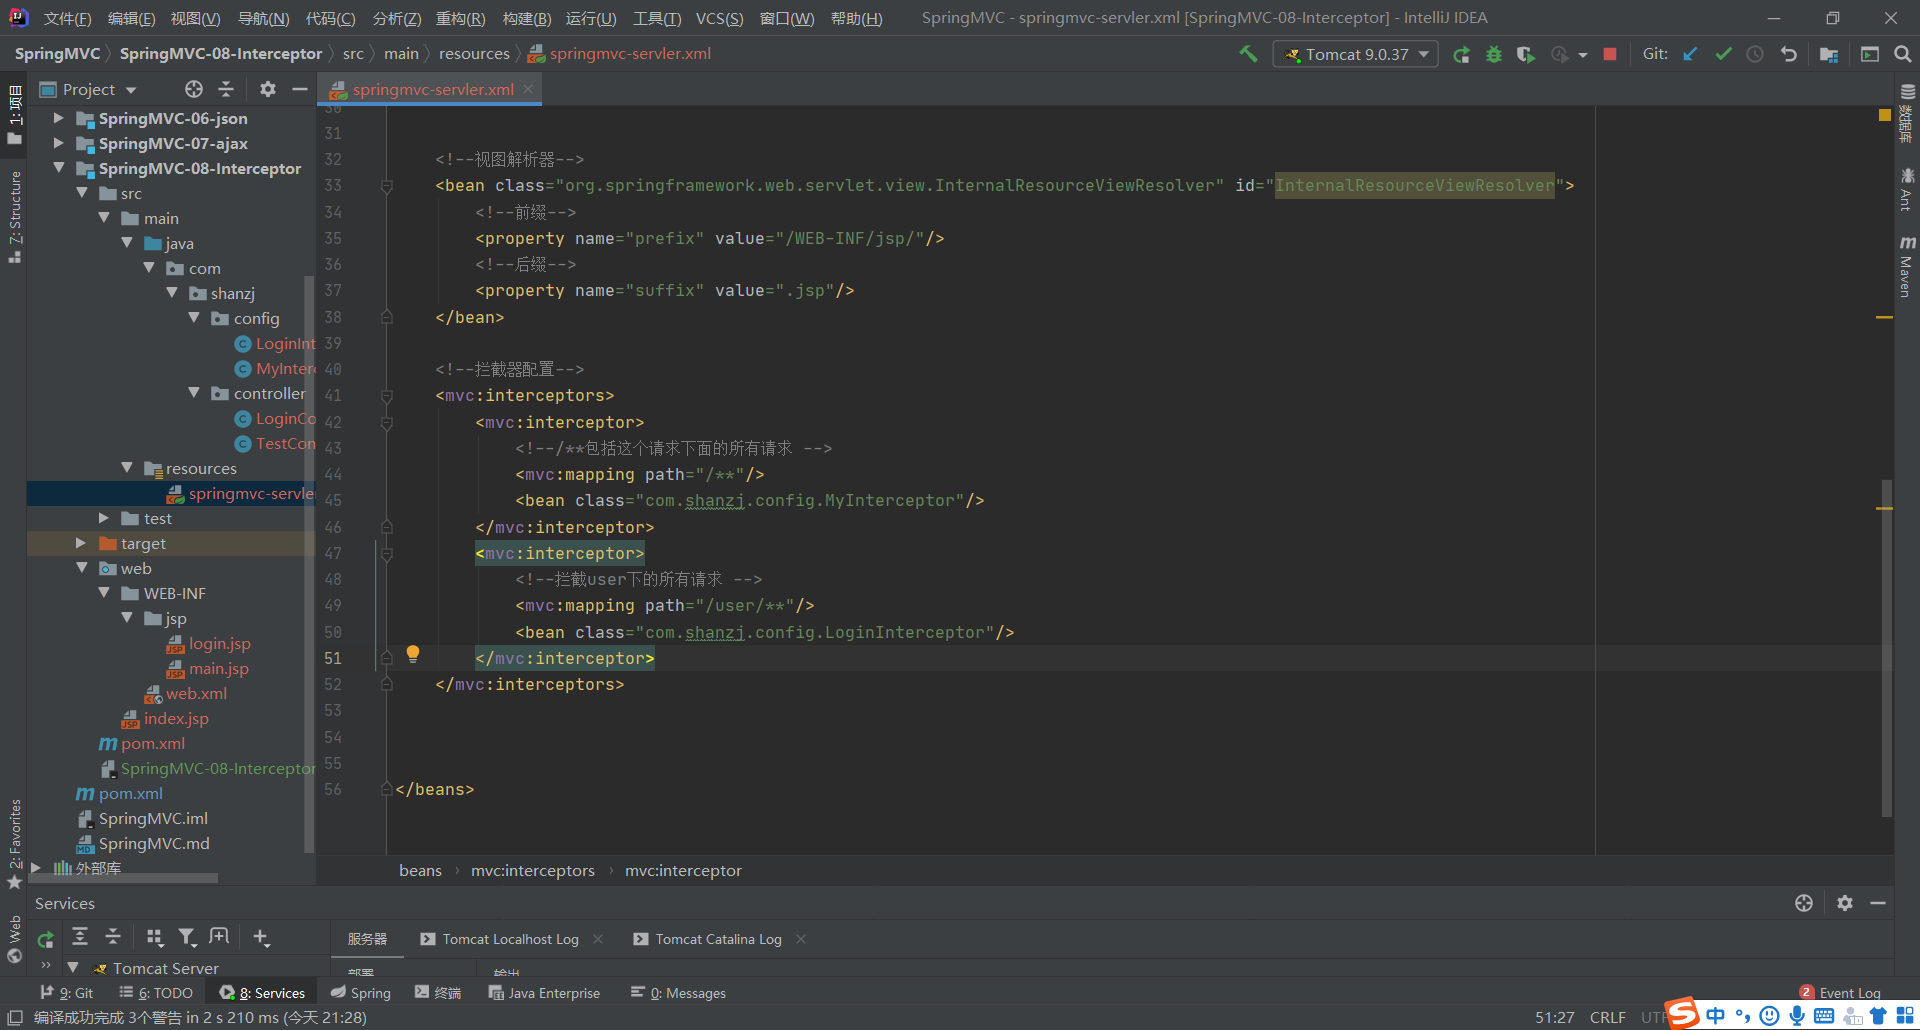 文件(F) 编辑(E) 视图(V) 导航(N) 代码(C) 分析(Z) 重构(R) 构建(B) 运行(U) 工具(T) VCS(S) 窗口(W) 帮助(H) SpringMVC - springmvc-servler.xml [SpringMVC-08-Interceptor] - IntelliJ IDEA
SpringMVC SpringMVC-08-Interceptor src main resources springmvc-servler.xml Tomcat 9.0.37 Git:
Project
springmvc-servler.xml
1: 项目
7: Structure
2: Favorites
Web
SpringMVC-06-json
SpringMVC-07-ajax
SpringMVC-08-Interceptor
src
main
java
com
shanzj
config
LoginInt
MyInterc
controller
LoginCo
TestCon
resources
springmvc-servler
test
target
web
WEB-INF
jsp
login.jsp
main.jsp
web.xml
index.jsp
pom.xml
SpringMVC-08-Interceptor
pom.xml
SpringMVC.iml
SpringMVC.md
外部库
30
31
32 <!--视图解析器-->
33 <bean class="org.springframework.web.servlet.view.InternalResourceViewResolver" id="InternalResourceViewResolver">
34 <!--前缀-->
35 <property name="prefix" value="/WEB-INF/jsp/"/>
36 <!--后缀-->
37 <property name="suffix" value=".jsp"/>
38 </bean>
39
40 <!--拦截器配置-->
41 <mvc:interceptors>
42 <mvc:interceptor>
43 <!--/**包括这个请求下面的所有请求 -->
44 <mvc:mapping path="/**"/>
45 <bean class="com.shanzj.config.MyInterceptor"/>
46 </mvc:interceptor>
47 <mvc:interceptor>
48 <!--拦截user下的所有请求 -->
49 <mvc:mapping path="/user/**"/>
50 <bean class="com.shanzj.config.LoginInterceptor"/>
51 </mvc:interceptor>
52 </mvc:interceptors>
53
54
55
56 </beans>
数据库
Ant
Maven
beans mvc:interceptors mvc:interceptor
Services
服务器 Tomcat Localhost Log Tomcat Catalina Log
Tomcat Server 部署 输出
9: Git 6: TODO 8: Services Spring 终端 Java Enterprise 0: Messages 2 Event Log
编译成功完成 3个警告 in 2 s 210 ms (今天 21:28) 51:27 CRLF UTF
中